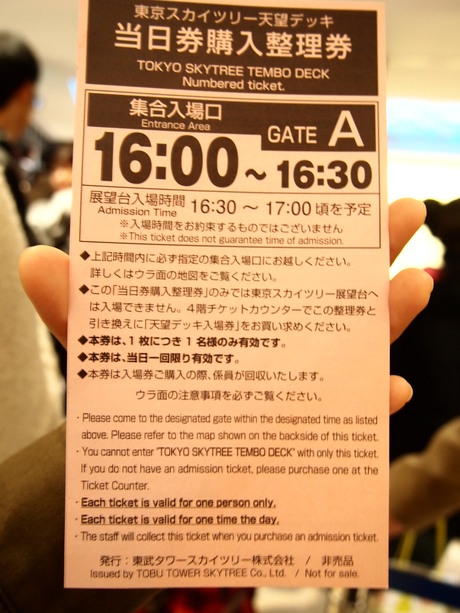 東京スカイツリー天望デッキ
当日券購入整理券
TOKYO SKYTREE TEMBO DECK
Numbered ticket.
集合入場口
Entrance Area
GATE A
16:00~16:30
展望台入場時間 16:30 ~ 17:00 頃を予定
Admission Time
※入場時間をお約束するものではございません
※This ticket does not guarantee time of admission.
◆上記時間内に必ず指定の集合入場口にお越しください。
詳しくはウラ面の地図をご覧ください。
◆この「当日券購入整理券」のみでは東京スカイツリー展望台へ
は入場できません。4階チケットカウンターでこの整理券と
引き換えに「天望デッキ入場券」をお買い求めください。
◆本券は、1枚につき1名様のみ有効です。
◆本券は、当日一回限り有効です。
◆本券は入場券ご購入の際、係員が回収いたします。
ウラ面の注意事項を必ずご覧ください。
・Please come to the designated gate within the designated time as listed
above. Please refer to the map shown on the backside of this ticket.
・You cannot enter "TOKYO SKYTREE TEMBO DECK" with only this ticket.
If you do not have an admission ticket, please purchase one at the
Ticket Counter.
・Each ticket is valid for one person only.
・Each ticket is valid for one time the day.
・The staff will collect this ticket when you purchase an admission ticket.
発行：東武タワースカイツリー株式会社 / 非売品
Issued by TOBU TOWER SKYTREE Co., Ltd. / Not for sale.